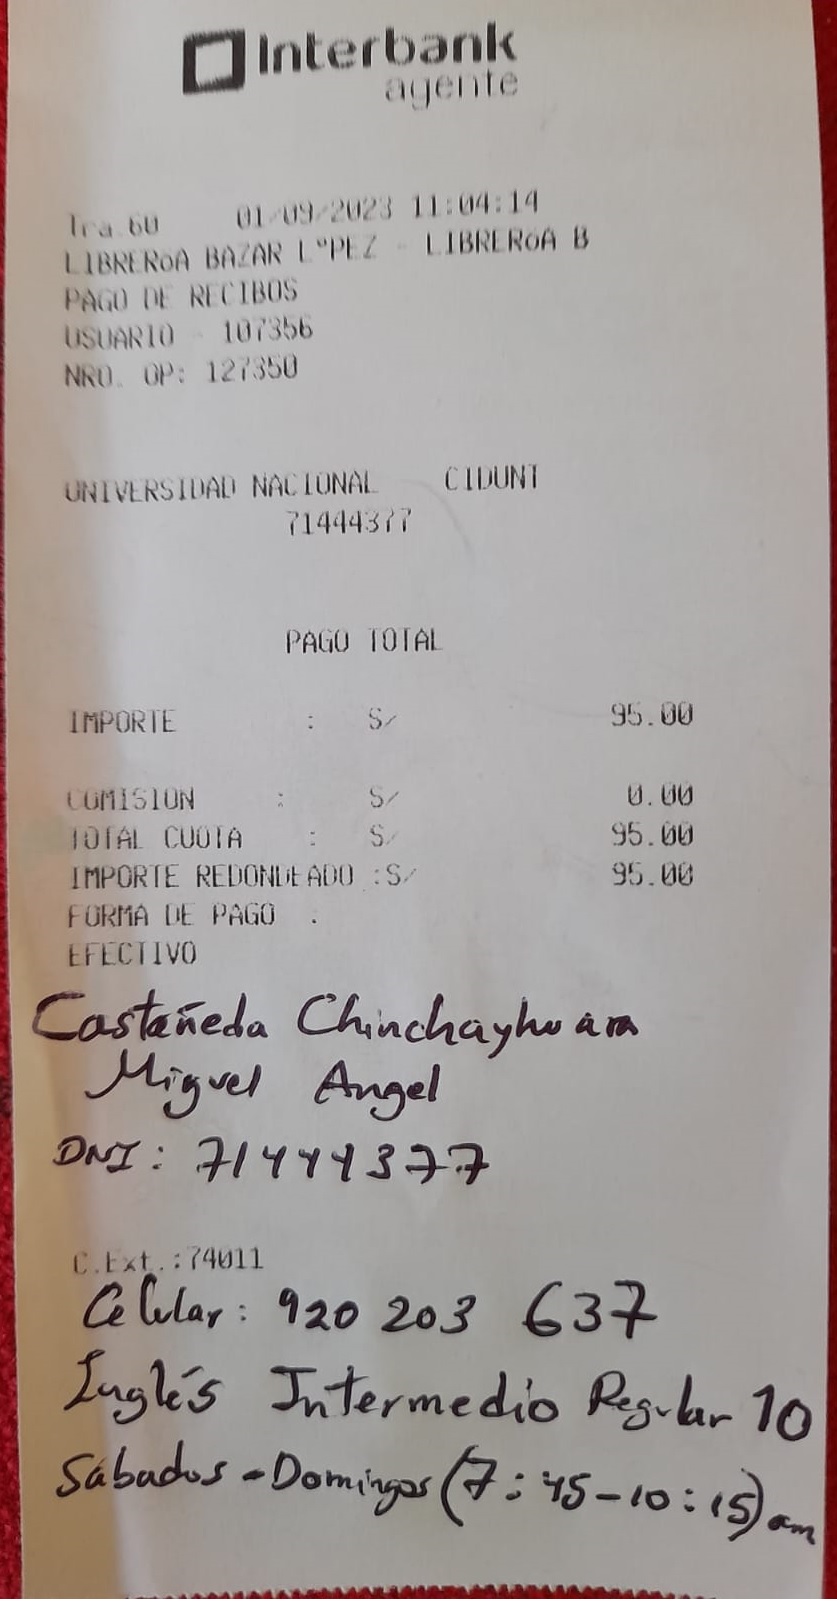 Interbank
agente
Tra 60 01/09/2023 11:04:14
LIBRERoA BAZAR LºPEZ - LIBRERoA B
PAGO DE RECIBOS
USUARIO - 107356
NRO. OP: 127350
UNIVERSIDAD NACIONAL CIDUNT
71444377
PAGO TOTAL
IMPORTE : S/ 95.00
COMISION : S/ 0.00
TOTAL CUOTA : S/ 95.00
IMPORTE REDONDEADO :S/ 95.00
FORMA DE PAGO :
EFECTIVO
Castañeda Chinchayhuara
Miguel Angel
DNI: 71444377
C.Ext.:74011
Celular: 920 203 637
Inglés Intermedio Regular 10
Sábados - Domingos (7:45-10:15) am